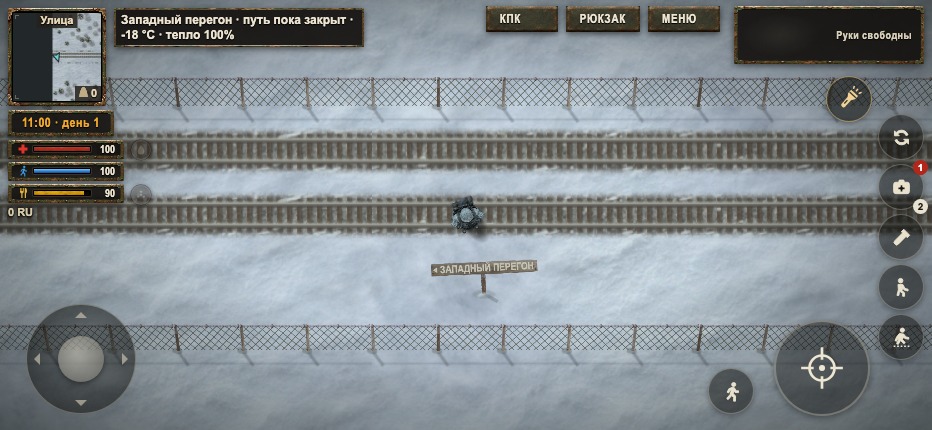 Улица
0
Западный перегон · путь пока закрыт ·
-18 °C · тепло 100%
КПК
РЮКЗАК
МЕНЮ
Руки свободны
11:00 · день 1
100
100
90
0 RU
1
2
ЗАПАДНЫЙ ПЕРЕГОН